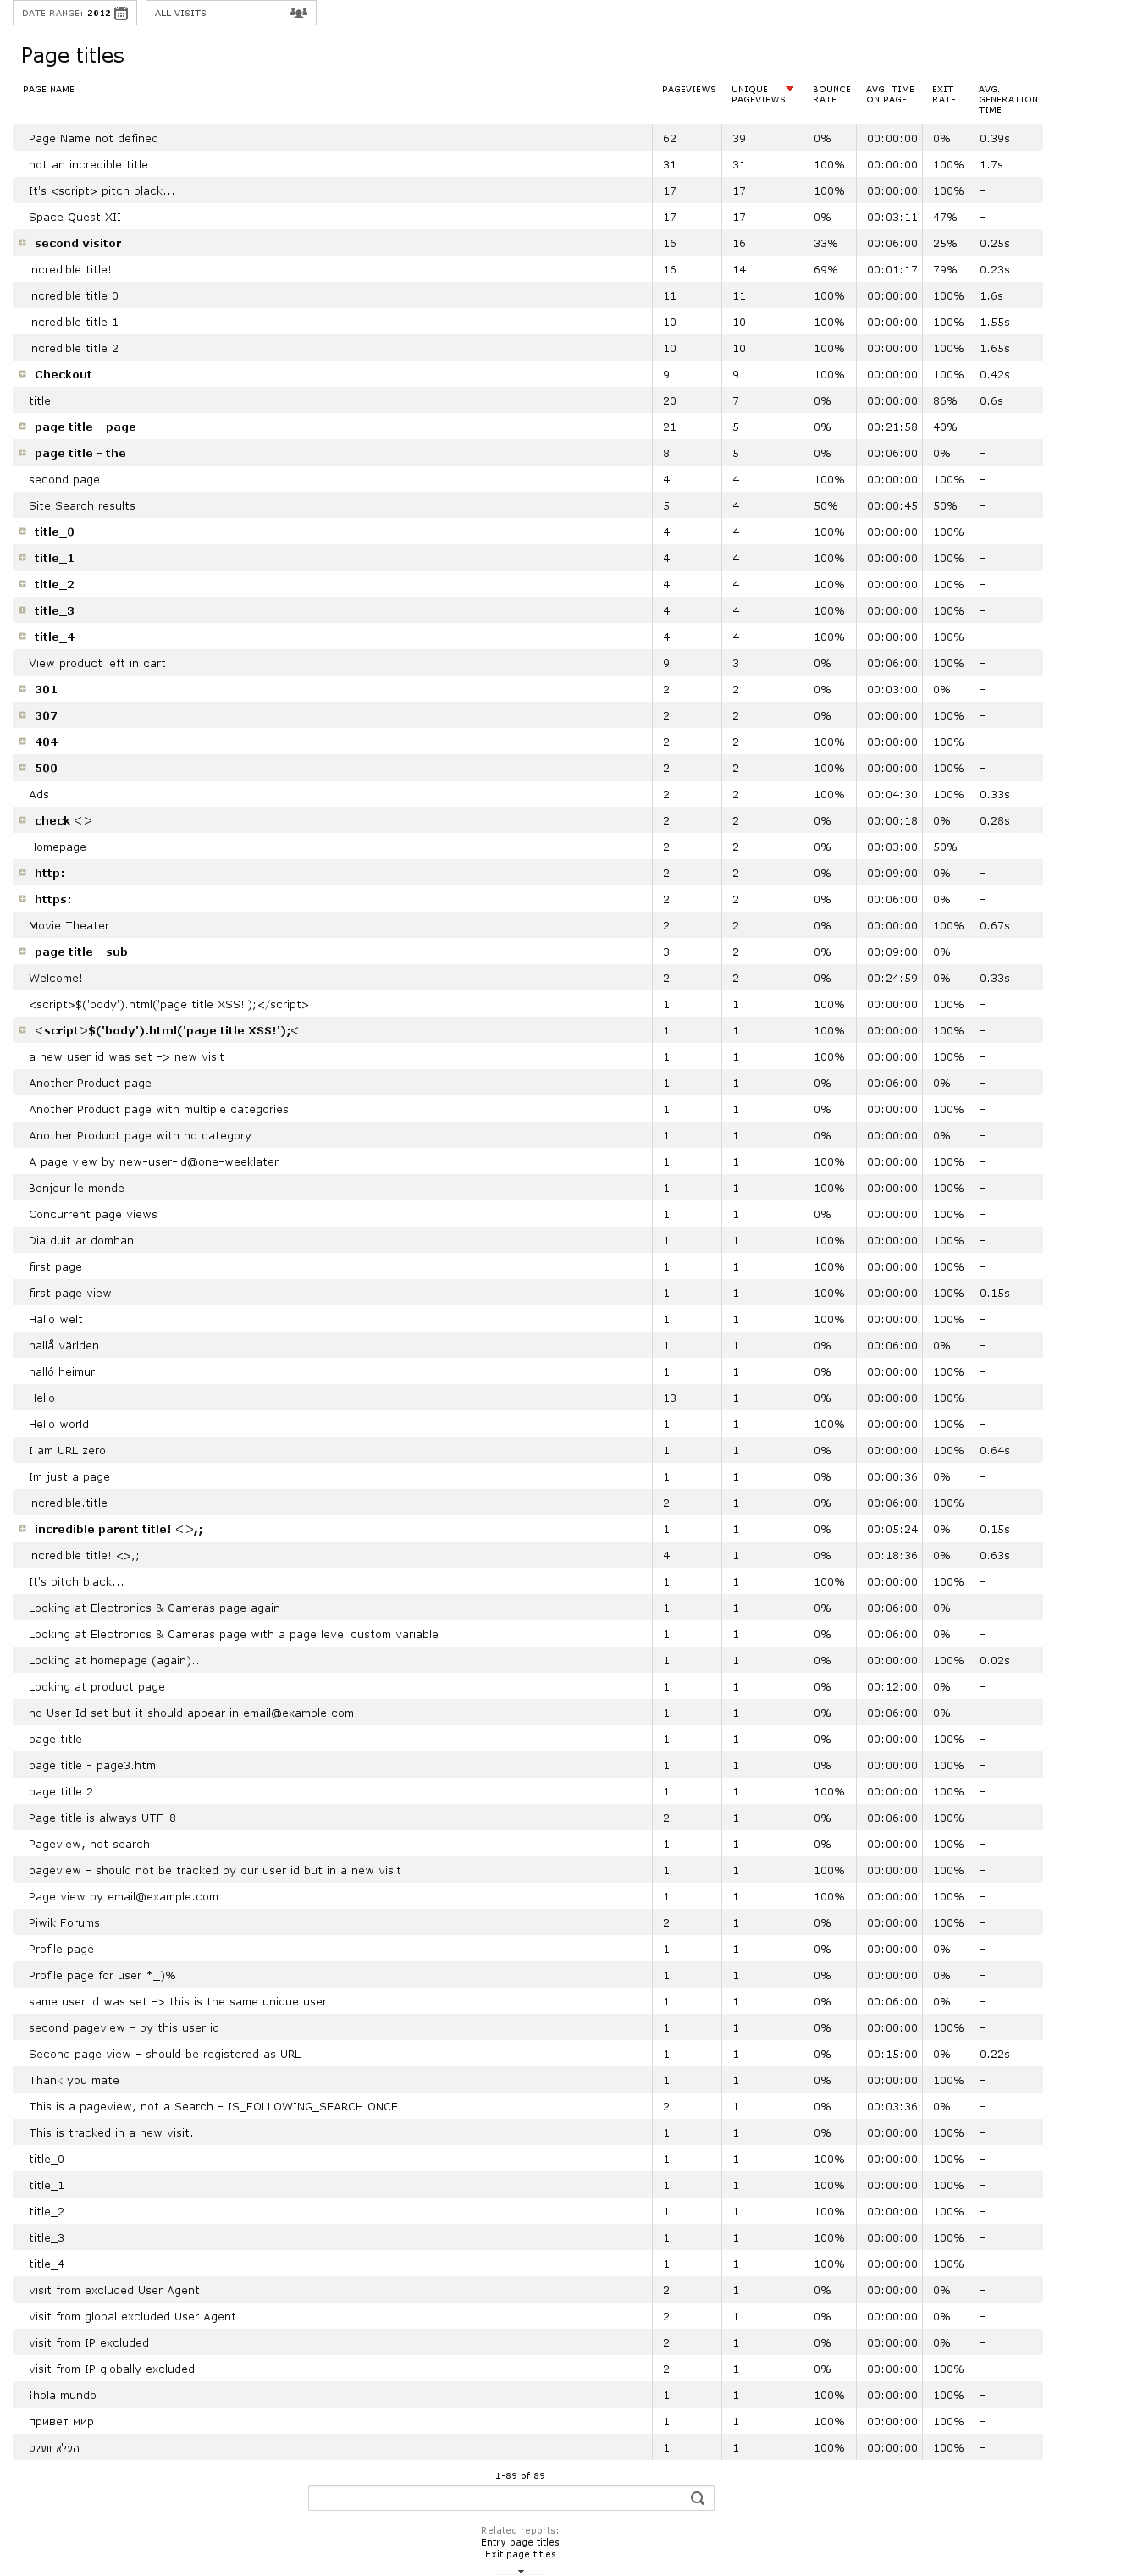 DATE RANGE: 2012 ALL VISITS
Page titles
PAGE NAME PAGEVIEWS UNIQUE PAGEVIEWS BOUNCE RATE AVG. TIME ON PAGE EXIT RATE AVG. GENERATION TIME
Page Name not defined 62 39 0% 00:00:00 0% 0.39s
not an incredible title 31 31 100% 00:00:00 100% 1.7s
It's <script> pitch black... 17 17 100% 00:00:00 100% -
Space Quest XII 17 17 0% 00:03:11 47% -
second visitor 16 16 33% 00:06:00 25% 0.25s
incredible title! 16 14 69% 00:01:17 79% 0.23s
incredible title 0 11 11 100% 00:00:00 100% 1.6s
incredible title 1 10 10 100% 00:00:00 100% 1.55s
incredible title 2 10 10 100% 00:00:00 100% 1.65s
Checkout 9 9 100% 00:00:00 100% 0.42s
title 20 7 0% 00:00:00 86% 0.6s
page title - page 21 5 0% 00:21:58 40% -
page title - the 8 5 0% 00:06:00 0% -
second page 4 4 100% 00:00:00 100% -
Site Search results 5 4 50% 00:00:45 50% -
title_0 4 4 100% 00:00:00 100% -
title_1 4 4 100% 00:00:00 100% -
title_2 4 4 100% 00:00:00 100% -
title_3 4 4 100% 00:00:00 100% -
title_4 4 4 100% 00:00:00 100% -
View product left in cart 9 3 0% 00:06:00 100% -
301 2 2 0% 00:03:00 0% -
307 2 2 0% 00:00:00 100% -
404 2 2 100% 00:00:00 100% -
500 2 2 100% 00:00:00 100% -
Ads 2 2 100% 00:04:30 100% 0.33s
check <> 2 2 0% 00:00:18 0% 0.28s
Homepage 2 2 0% 00:03:00 50% -
http: 2 2 0% 00:09:00 0% -
https: 2 2 0% 00:06:00 0% -
Movie Theater 2 2 0% 00:00:00 100% 0.67s
page title - sub 3 2 0% 00:09:00 0% -
Welcome! 2 2 0% 00:24:59 0% 0.33s
<script>$('body').html('page title XSS!');</script> 1 1 100% 00:00:00 100% -
<script>$('body').html('page title XSS!');< 1 1 100% 00:00:00 100% -
a new user id was set -> new visit 1 1 100% 00:00:00 100% -
Another Product page 1 1 0% 00:06:00 0% -
Another Product page with multiple categories 1 1 0% 00:00:00 100% -
Another Product page with no category 1 1 0% 00:00:00 0% -
A page view by new-user-id@one-weeklater 1 1 100% 00:00:00 100% -
Bonjour le monde 1 1 100% 00:00:00 100% -
Concurrent page views 1 1 0% 00:00:00 100% -
Dia duit ar domhan 1 1 100% 00:00:00 100% -
first page 1 1 100% 00:00:00 100% -
first page view 1 1 100% 00:00:00 100% 0.15s
Hallo welt 1 1 100% 00:00:00 100% -
hallå världen 1 1 0% 00:06:00 0% -
halló heimur 1 1 0% 00:00:00 100% -
Hello 13 1 0% 00:00:00 100% -
Hello world 1 1 100% 00:00:00 100% -
I am URL zero! 1 1 0% 00:00:00 100% 0.64s
Im just a page 1 1 0% 00:00:36 0% -
incredible.title 2 1 0% 00:06:00 100% -
incredible parent title! <>,; 1 1 0% 00:05:24 0% 0.15s
incredible title! <>,; 4 1 0% 00:18:36 0% 0.63s
It's pitch black... 1 1 100% 00:00:00 100% -
Looking at Electronics & Cameras page again 1 1 0% 00:06:00 0% -
Looking at Electronics & Cameras page with a page level custom variable 1 1 0% 00:06:00 0% -
Looking at homepage (again)... 1 1 0% 00:00:00 100% 0.02s
Looking at product page 1 1 0% 00:12:00 0% -
no User Id set but it should appear in email@example.com! 1 1 0% 00:06:00 0% -
page title 1 1 0% 00:00:00 100% -
page title - page3.html 1 1 0% 00:00:00 100% -
page title 2 1 1 100% 00:00:00 100% -
Page title is always UTF-8 2 1 0% 00:06:00 100% -
Pageview, not search 1 1 0% 00:00:00 100% -
pageview - should not be tracked by our user id but in a new visit 1 1 100% 00:00:00 100% -
Page view by email@example.com 1 1 100% 00:00:00 100% -
Piwik Forums 2 1 0% 00:00:00 100% -
Profile page 1 1 0% 00:00:00 0% -
Profile page for user *_)% 1 1 0% 00:00:00 0% -
same user id was set -> this is the same unique user 1 1 0% 00:06:00 0% -
second pageview - by this user id 1 1 0% 00:00:00 100% -
Second page view - should be registered as URL 1 1 0% 00:15:00 0% 0.22s
Thank you mate 1 1 0% 00:00:00 100% -
This is a pageview, not a Search - IS_FOLLOWING_SEARCH ONCE 2 1 0% 00:03:36 0% -
This is tracked in a new visit. 1 1 0% 00:00:00 100% -
title_0 1 1 100% 00:00:00 100% -
title_1 1 1 100% 00:00:00 100% -
title_2 1 1 100% 00:00:00 100% -
title_3 1 1 100% 00:00:00 100% -
title_4 1 1 100% 00:00:00 100% -
visit from excluded User Agent 2 1 0% 00:00:00 0% -
visit from global excluded User Agent 2 1 0% 00:00:00 0% -
visit from IP excluded 2 1 0% 00:00:00 0% -
visit from IP globally excluded 2 1 0% 00:00:00 100% -
¡hola mundo 1 1 100% 00:00:00 100% -
привет мир 1 1 100% 00:00:00 100% -
העלא וועלט 1 1 100% 00:00:00 100% -
1-89 of 89
Related reports:
Entry page titles
Exit page titles